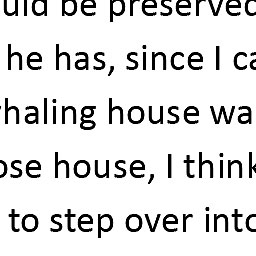 uld be preserved
he has, since I ca
haling house wa
ose house, I think
to step over into